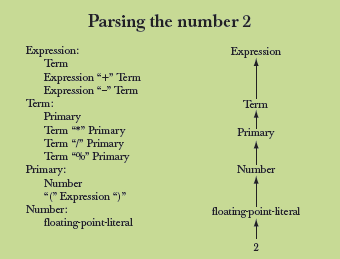 Parsing the number 2
Expression:
Term
Expression “+” Term
Expression “–” Term
Term:
Primary
Term “*” Primary
Term “/” Primary
Term “%” Primary
Primary:
Number
“(” Expression “)”
Number:
floating-point-literal
Expression
Term
Primary
Number
floating-point-literal
2